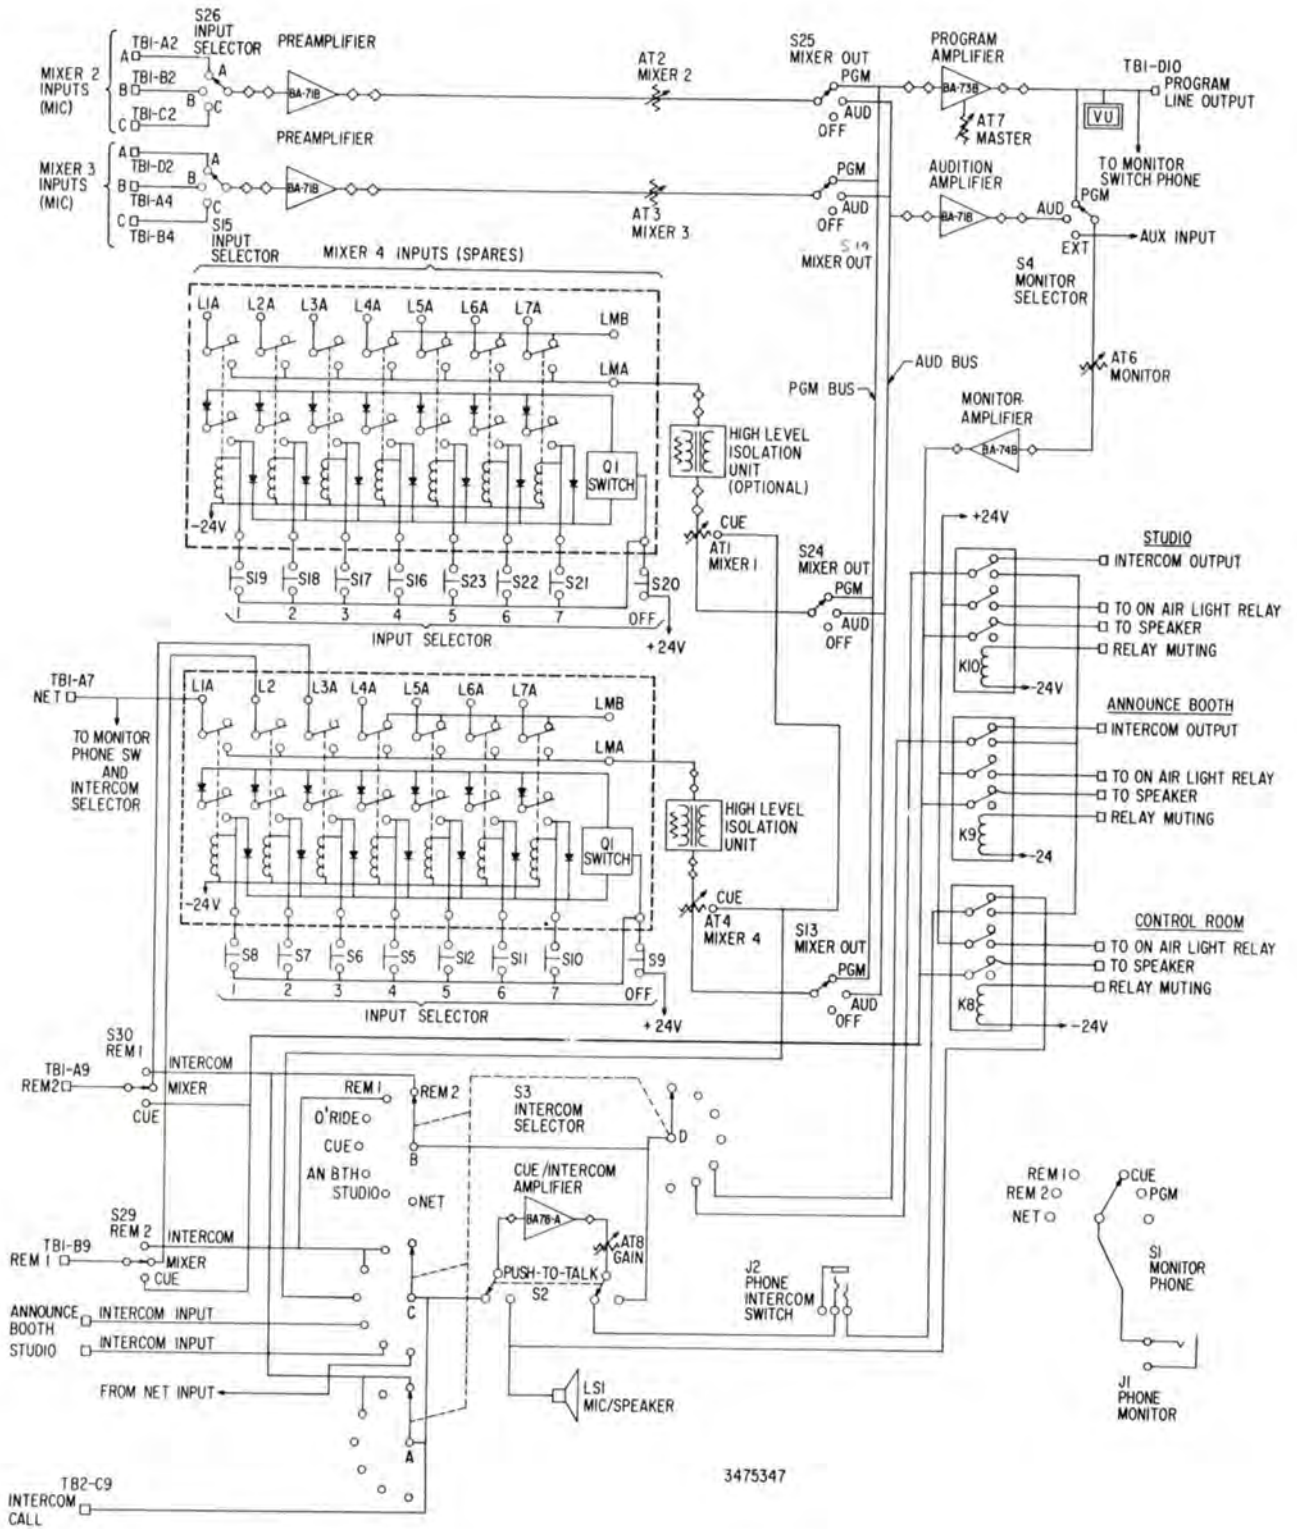 S26
INPUT
SELECTOR
PREAMPLIFIER
MIXER 2
INPUTS
(MIC)
A
TB1-A2
B
TB1-B2
C
TB1-C2
A
B
C
BA-71B
AT2
MIXER 2
S25
MIXER OUT
PGM
AUD
OFF
PROGRAM
AMPLIFIER
BA-73B
AT7
MASTER
TB1-D10
PROGRAM
LINE OUTPUT
VU
TO MONITOR
SWITCH PHONE
PREAMPLIFIER
MIXER 3
INPUTS
(MIC)
A
TB1-D2
B
TB1-A4
C
TB1-B4
A
B
C
S15
INPUT
SELECTOR
BA-71B
AT3
MIXER 3
PGM
AUD
OFF
S14
MIXER OUT
AUDITION
AMPLIFIER
BA-71B
PGM
AUD
EXT
AUX INPUT
S4
MONITOR
SELECTOR
AT6
MONITOR
MONITOR
AMPLIFIER
BA-74B
AUD BUS
PGM BUS
MIXER 4 INPUTS (SPARES)
L1A L2A L3A L4A L5A L6A L7A
LMB
LMA
Q1
SWITCH
-24V
S19 S18 S17 S16 S23 S22 S21 S20
1 2 3 4 5 6 7 OFF
INPUT SELECTOR
+24V
HIGH LEVEL
ISOLATION
UNIT
(OPTIONAL)
CUE
AT1
MIXER 1
S24
MIXER OUT
PGM
AUD
OFF
TB1-A7
NET
TO MONITOR
PHONE SW
AND
INTERCOM
SELECTOR
L1A L2 L3A L4A L5A L6A L7A
LMB
LMA
Q1
SWITCH
-24V
S8 S7 S6 S5 S12 S11 S10 S9
1 2 3 4 5 6 7 OFF
INPUT SELECTOR
+24V
HIGH LEVEL
ISOLATION
UNIT
CUE
AT4
MIXER 4
S13
MIXER OUT
PGM
AUD
OFF
+24V
STUDIO
INTERCOM OUTPUT
TO ON AIR LIGHT RELAY
TO SPEAKER
RELAY MUTING
K10
-24V
ANNOUNCE BOOTH
INTERCOM OUTPUT
TO ON AIR LIGHT RELAY
TO SPEAKER
RELAY MUTING
K9
-24
CONTROL ROOM
TO ON AIR LIGHT RELAY
TO SPEAKER
RELAY MUTING
K8
-24V
S30
REM 1
TB1-A9
REM2
INTERCOM
MIXER
CUE
REM 1
REM 2
O'RIDE
CUE
B
AN BTH
STUDIO
NET
S3
INTERCOM
SELECTOR
D
CUE/INTERCOM
AMPLIFIER
BA78-A
AT8
GAIN
PUSH-TO-TALK
S2
S29
REM 2
TB1-B9
REM 1
INTERCOM
MIXER
CUE
C
ANNOUNCE
BOOTH
INTERCOM INPUT
STUDIO
INTERCOM INPUT
FROM NET INPUT
A
LS1
MIC/SPEAKER
J2
PHONE
INTERCOM
SWITCH
REM 1
REM 2
NET
CUE
PGM
S1
MONITOR
PHONE
J1
PHONE
MONITOR
TB2-C9
INTERCOM
CALL
3475347